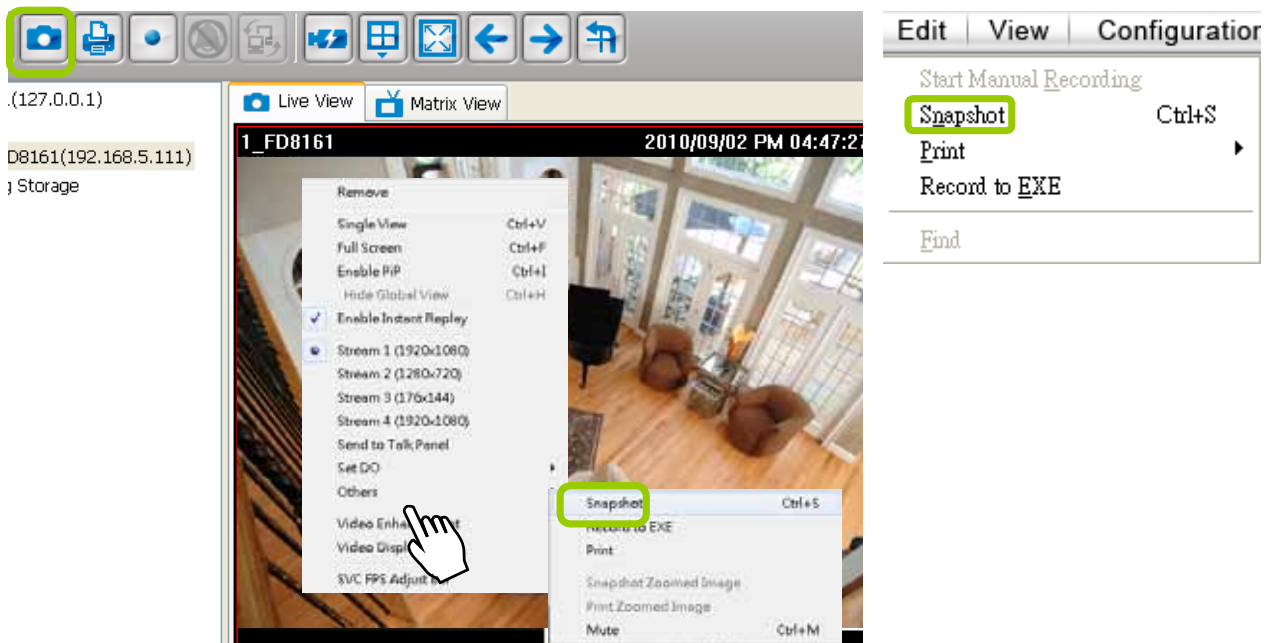 .(127.0.0.1)
D8161(192.168.5.111)
g Storage
Live View
Matrix View
1_FD8161 2010/09/02 PM 04:47:27
Remove
Single View Ctrl+V
Full Screen Ctrl+F
Enable PiP Ctrl+I
Hide Global View Ctrl+H
Enable Instant Replay
Stream 1 (1920x1080)
Stream 2 (1280x720)
Stream 3 (176x144)
Stream 4 (1920x1080)
Send to Talk Panel
Set DO
Others
Video Enh
Video Displ
SVC FPS Adjust
Snapshot Ctrl+S
Record to EXE
Print
Snapshot Zoomed Image
Print Zoomed Image
Mute Ctrl+M
Edit View Configuration
Start Manual Recording
Snapshot Ctrl+S
Print
Record to EXE
Find